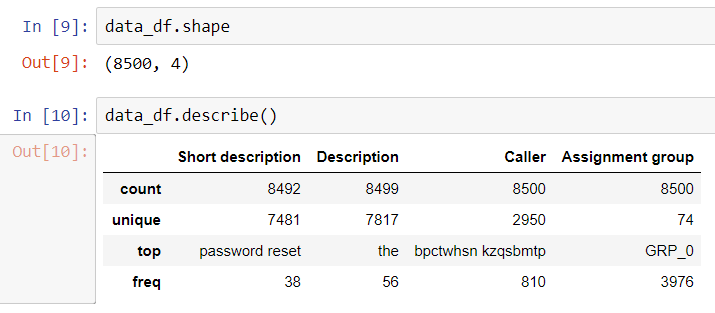 In [9]: data_df.shape
Out[9]: (8500, 4)
In [10]: data_df.describe()
Out[10]:
Short description Description Caller Assignment group
count 8492 8499 8500 8500
unique 7481 7817 2950 74
top password reset the bpctwhsn kzqsbmtp GRP_0
freq 38 56 810 3976